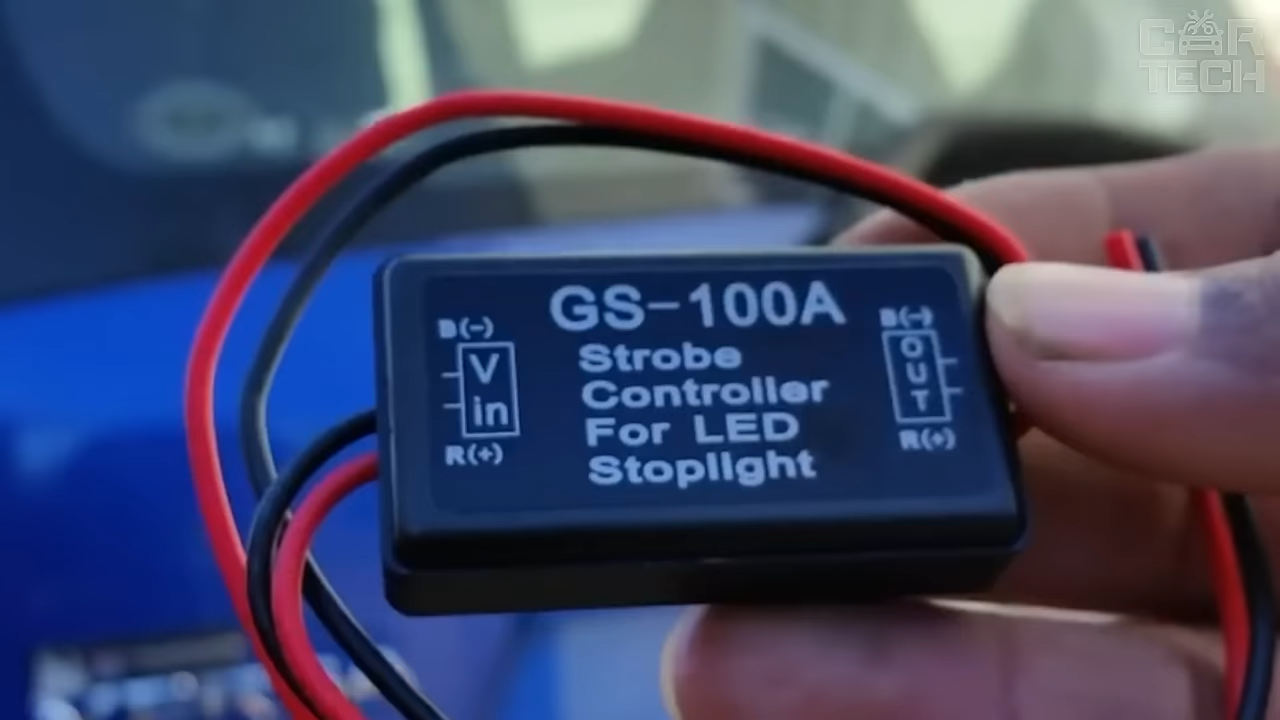 CAR
TECH
GS-100A
Strobe
Controller
For LED
Stoplight
B(-)
V
in
R(+)
B(-)
OUT
R(+)